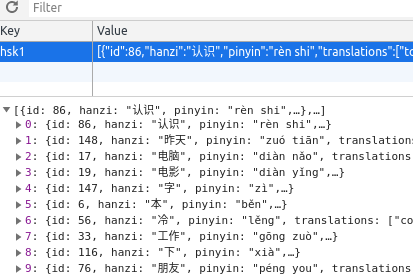 Filter
Key Value
hsk1 [{"id":86,"hanzi":"认识","pinyin":"rèn shi","translations":["to
[{id: 86, hanzi: "认识", pinyin: "rèn shi",…},…]
0: {id: 86, hanzi: "认识", pinyin: "rèn shi",…}
1: {id: 148, hanzi: "昨天", pinyin: "zuó tiān", translations
2: {id: 17, hanzi: "电脑", pinyin: "diàn nǎo", translations
3: {id: 19, hanzi: "电影", pinyin: "diàn yǐng",…}
4: {id: 147, hanzi: "字", pinyin: "zì",…}
5: {id: 6, hanzi: "本", pinyin: "běn",…}
6: {id: 56, hanzi: "冷", pinyin: "lěng", translations: ["co
7: {id: 33, hanzi: "工作", pinyin: "gōng zuò",…}
8: {id: 116, hanzi: "下", pinyin: "xià",…}
9: {id: 76, hanzi: "朋友", pinyin: "péng you", translations